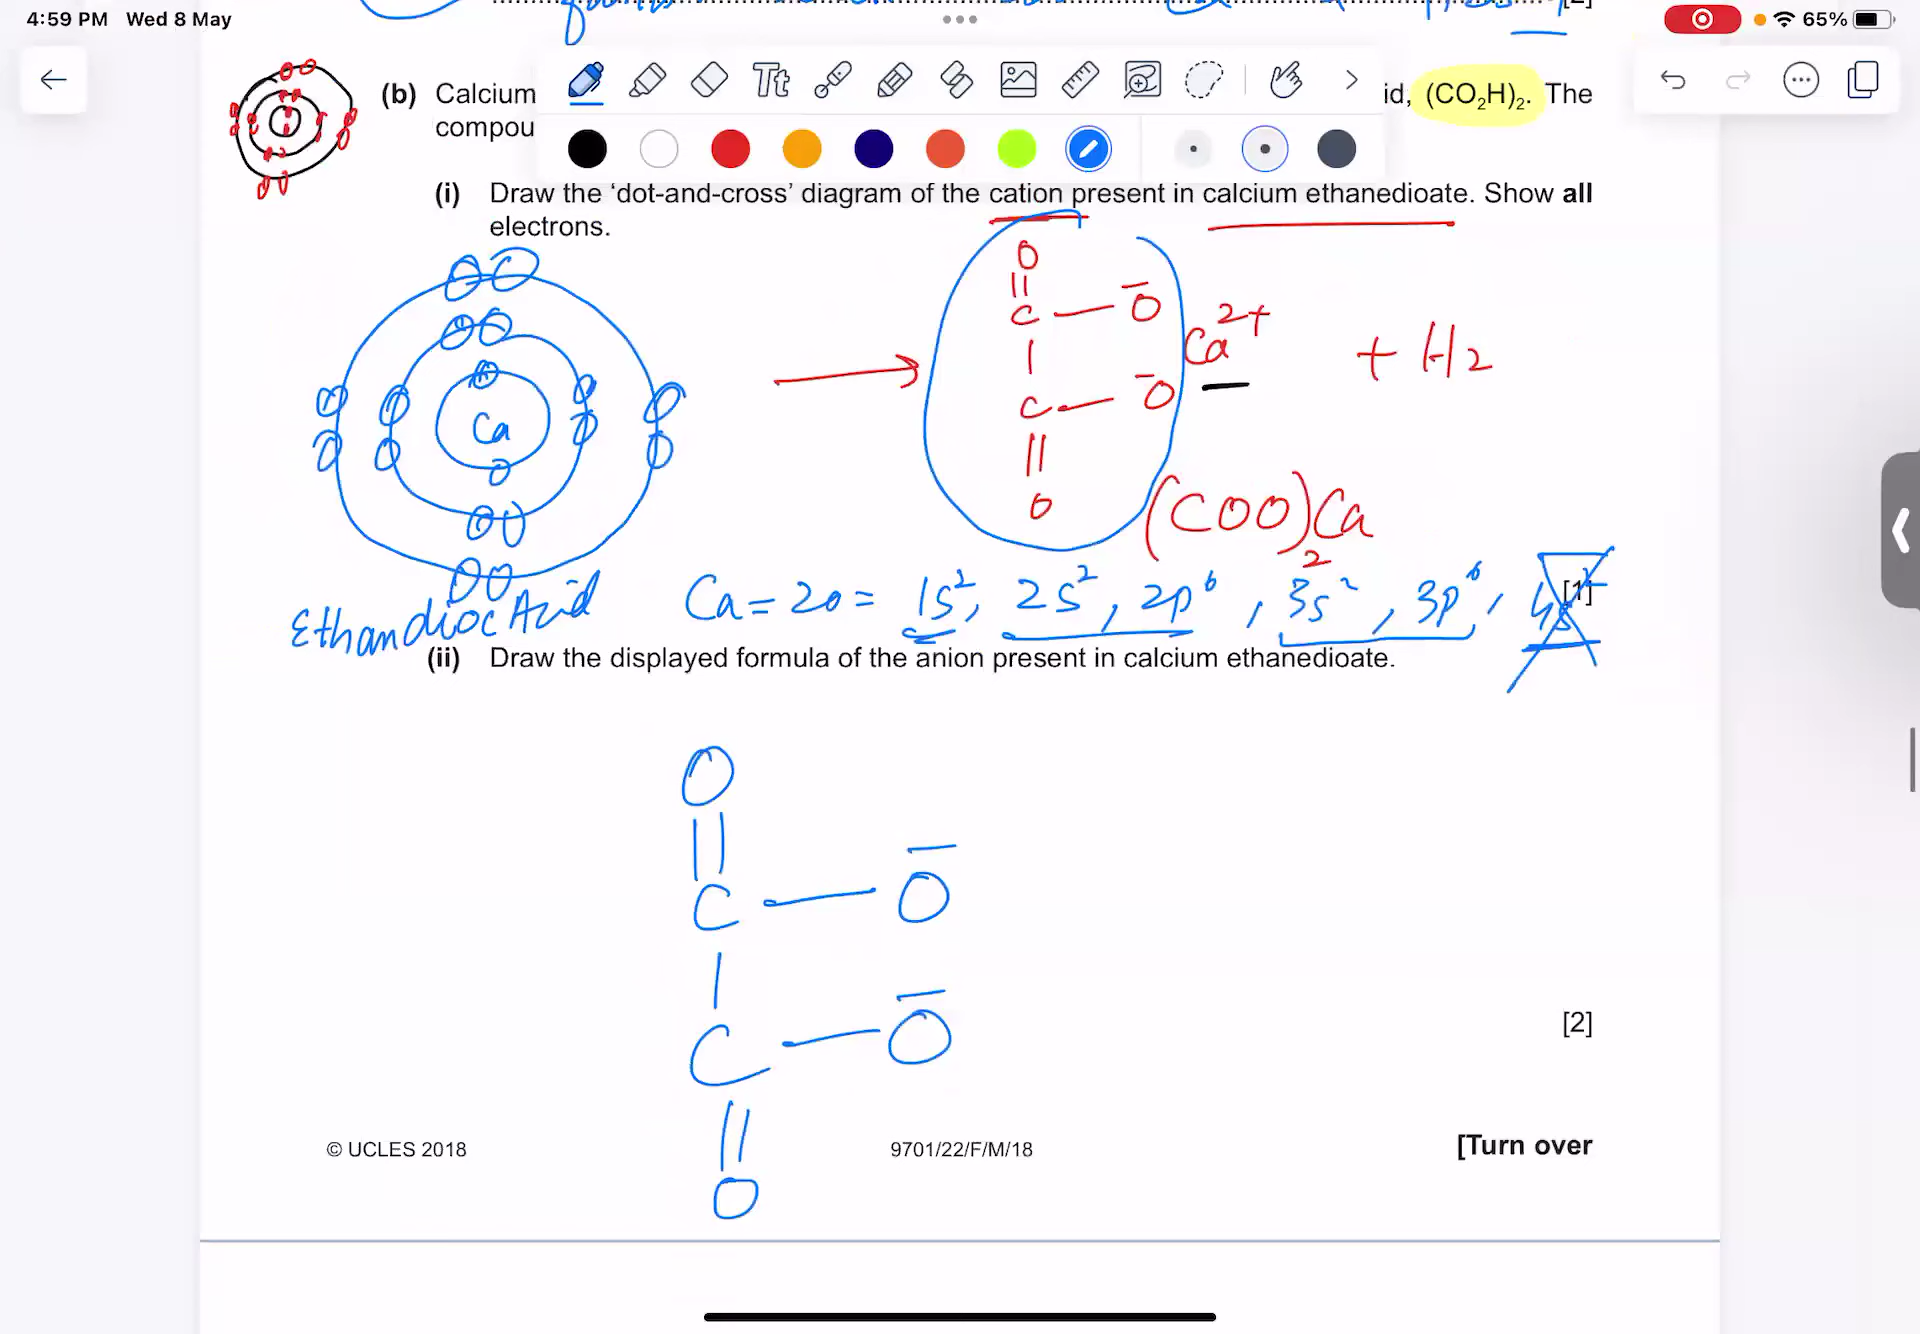 4:59 PM Wed 8 May
65%
[2]
(b) Calcium id, (CO₂H)₂. The
compou
Tt
(i) Draw the ‘dot-and-cross’ diagram of the cation present in calcium ethanedioate. Show all
electrons.
O
||
C — O⁻
|
C — O⁻
||
O
Ca²⁺ + H₂
Ca
(COO)₂Ca
[1]
Ca = 20 = 1s², 2s², 2p⁶, 3s², 3p⁶, 4s²
Ethandioc Acid
(ii) Draw the displayed formula of the anion present in calcium ethanedioate.
O
||
C — O⁻
|
C — O⁻
||
O
[2]
© UCLES 2018 9701/22/F/M/18 [Turn over